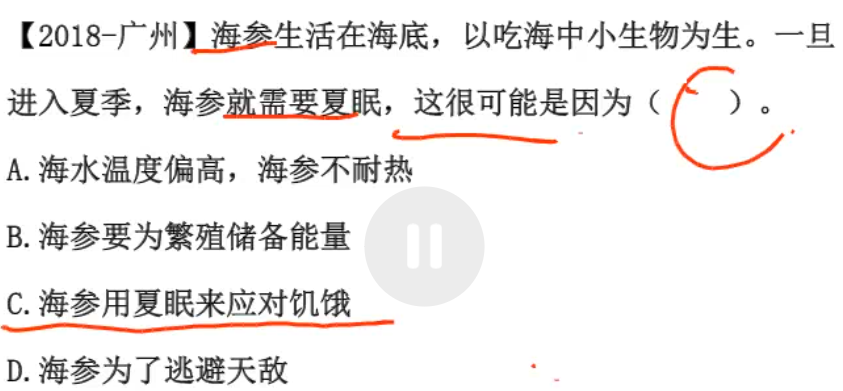 【2018-广州】海参生活在海底，以吃海中小生物为生。一旦
进入夏季，海参就需要夏眠，这很可能是因为（ ）。
A.海水温度偏高，海参不耐热
B.海参要为繁殖储备能量
C.海参用夏眠来应对饥饿
D.海参为了逃避天敌